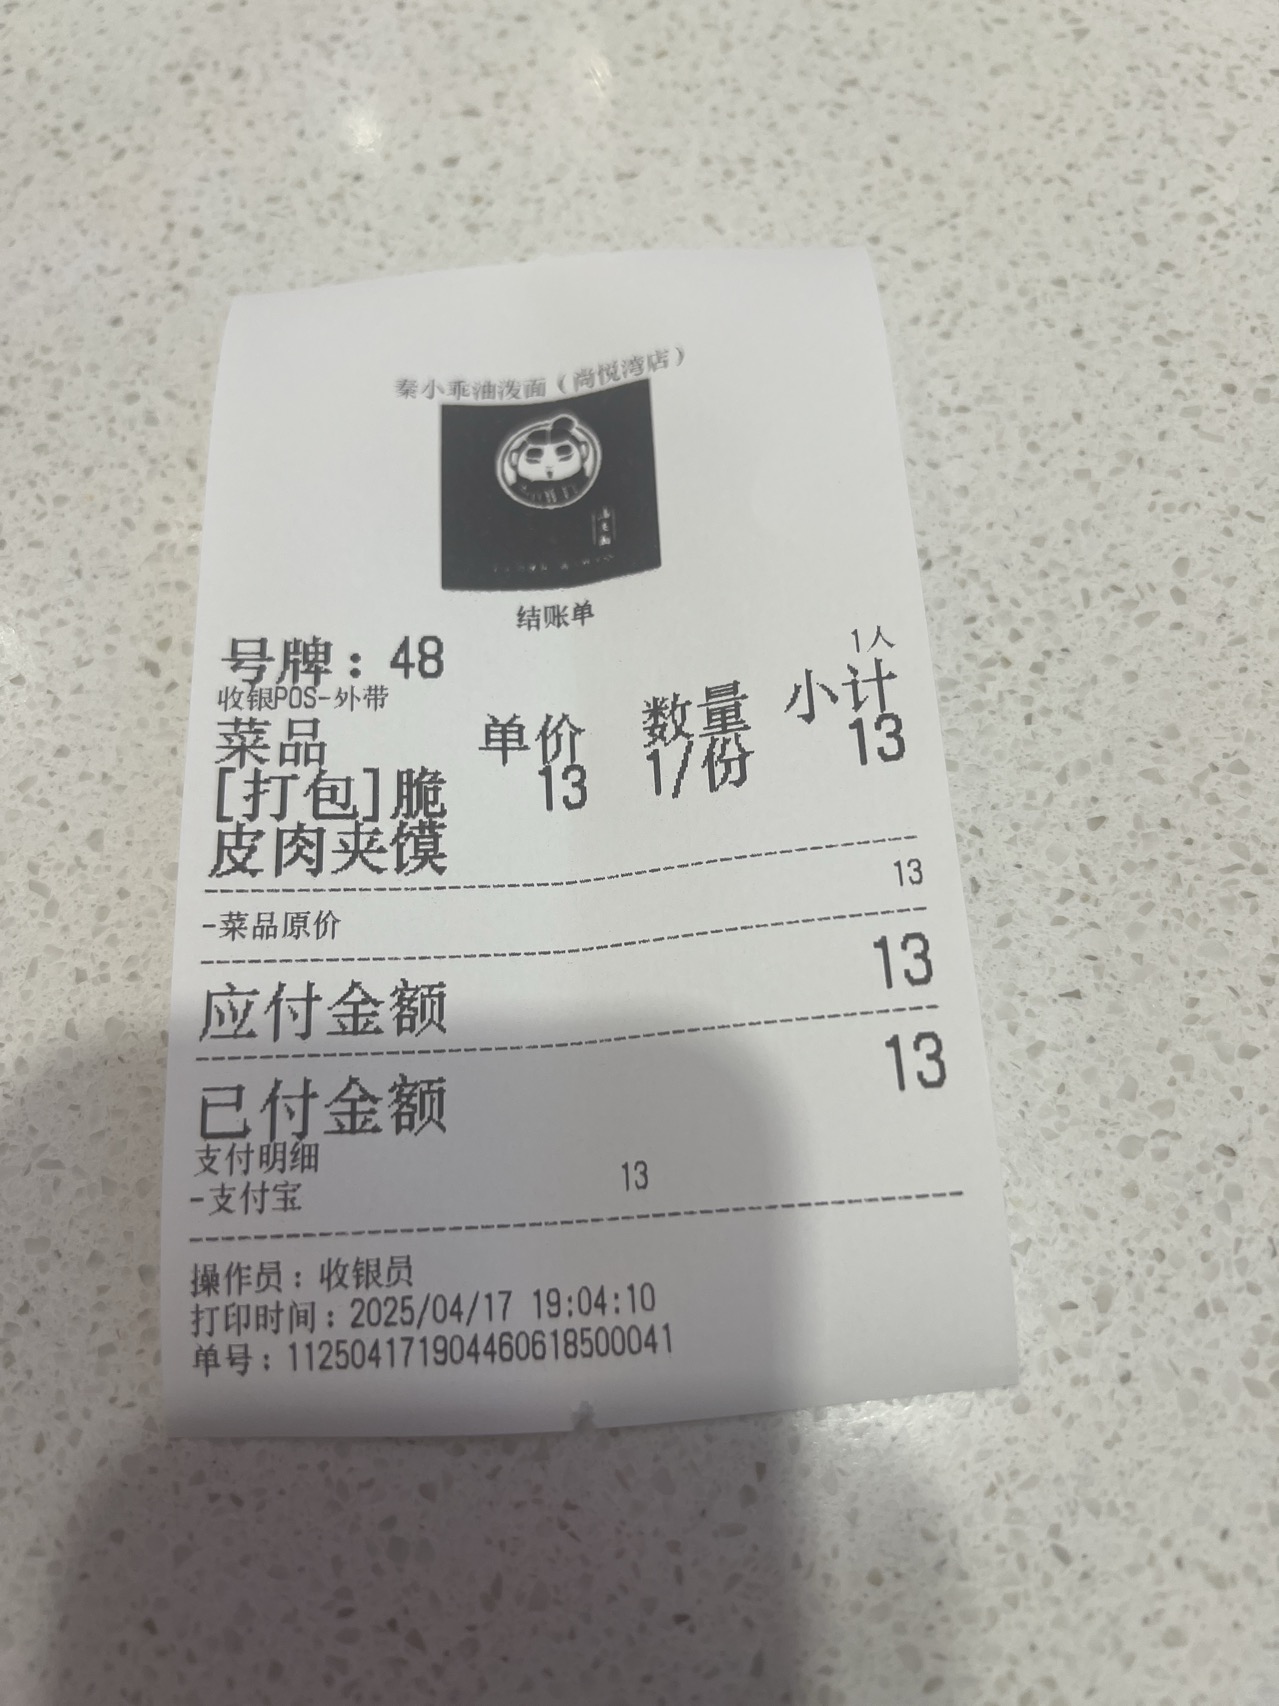 秦小乖油泼面（尚悦湾店）
结账单
号牌：48
1人
收银POS-外带
菜品 单价 数量 小计
[打包]脆 13 1/份 13
皮肉夹馍
-菜品原价 13
应付金额 13
已付金额 13
支付明细
-支付宝 13
操作员：收银员
打印时间：2025/04/17 19:04:10
单号：11250417190446061850​0041